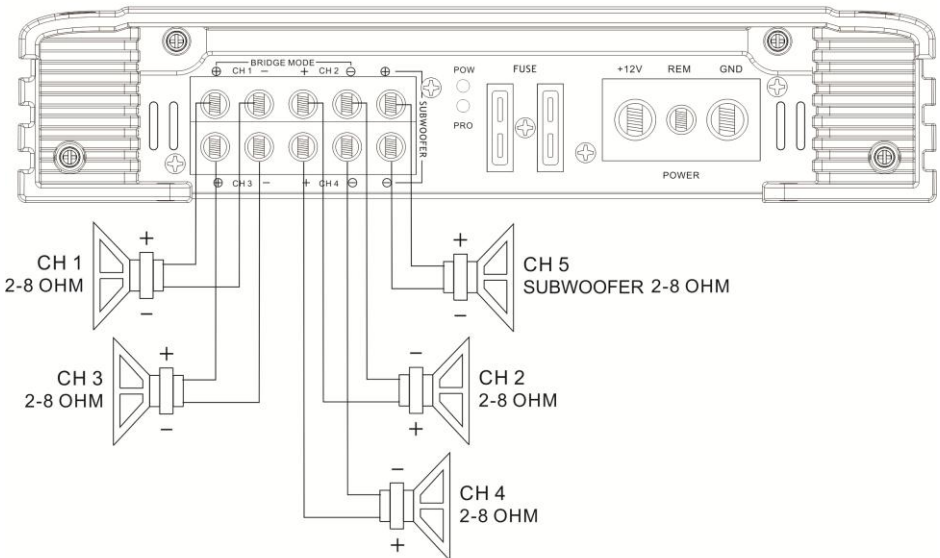 BRIDGE MODE
⊕ CH 1 − + CH 2 ⊖ ⊕
SUBWOOFER
⊕ CH 3 − + CH 4 ⊖ ⊖
POW
PRO
FUSE
+12V REM GND
POWER
CH 1
2-8 OHM
+
−
CH 3
2-8 OHM
+
−
CH 5
SUBWOOFER 2-8 OHM
+
−
CH 2
2-8 OHM
−
+
CH 4
2-8 OHM
−
+